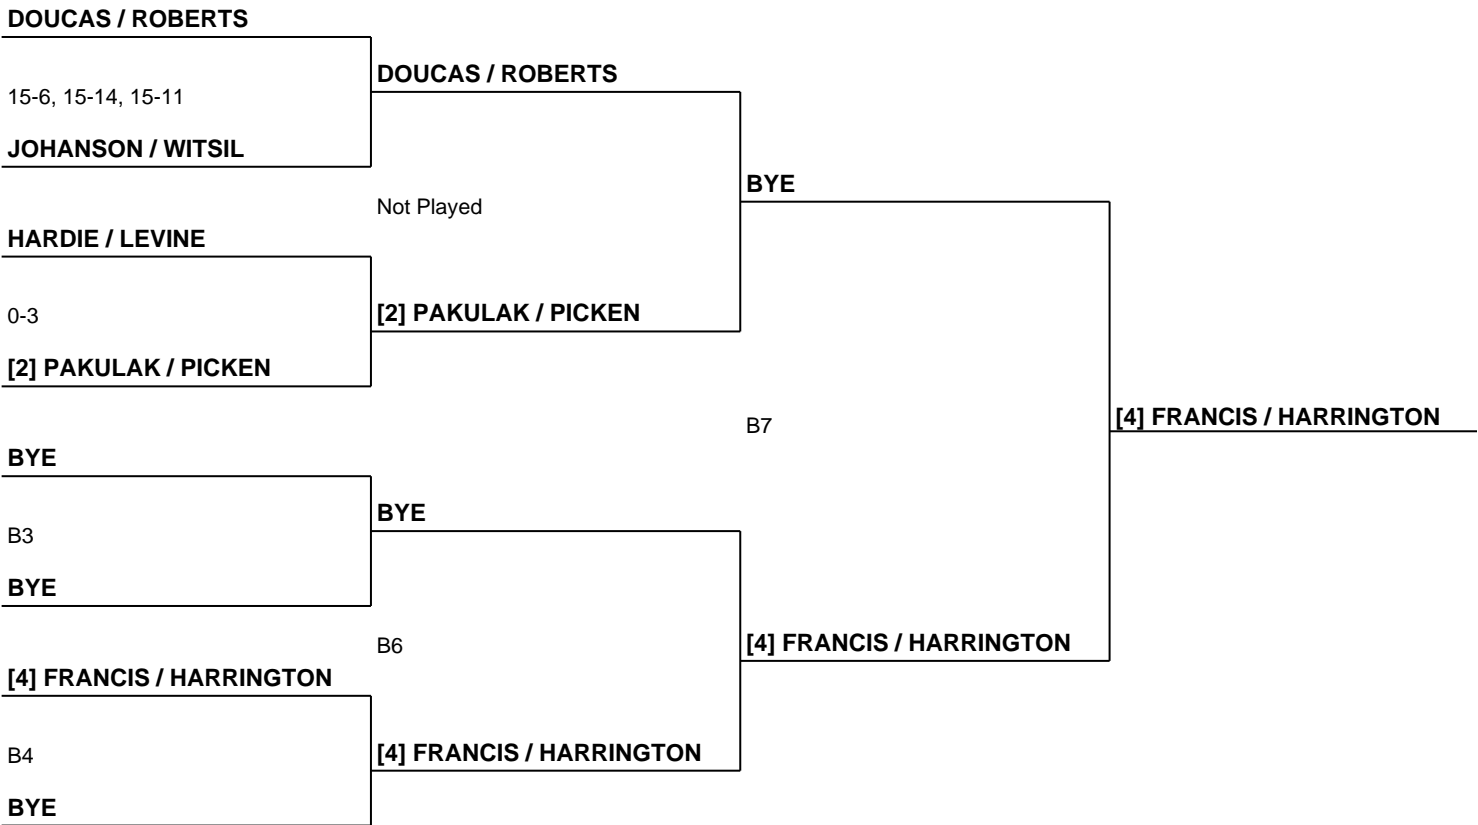 DOUCAS / ROBERTS
DOUCAS / ROBERTS
15-6, 15-14, 15-11
JOHANSON / WITSIL
BYE
Not Played
HARDIE / LEVINE
[2] PAKULAK / PICKEN
0-3
[2] PAKULAK / PICKEN
[4] FRANCIS / HARRINGTON
B7
BYE
BYE
B3
BYE
B6
[4] FRANCIS / HARRINGTON
[4] FRANCIS / HARRINGTON
B4
[4] FRANCIS / HARRINGTON
BYE